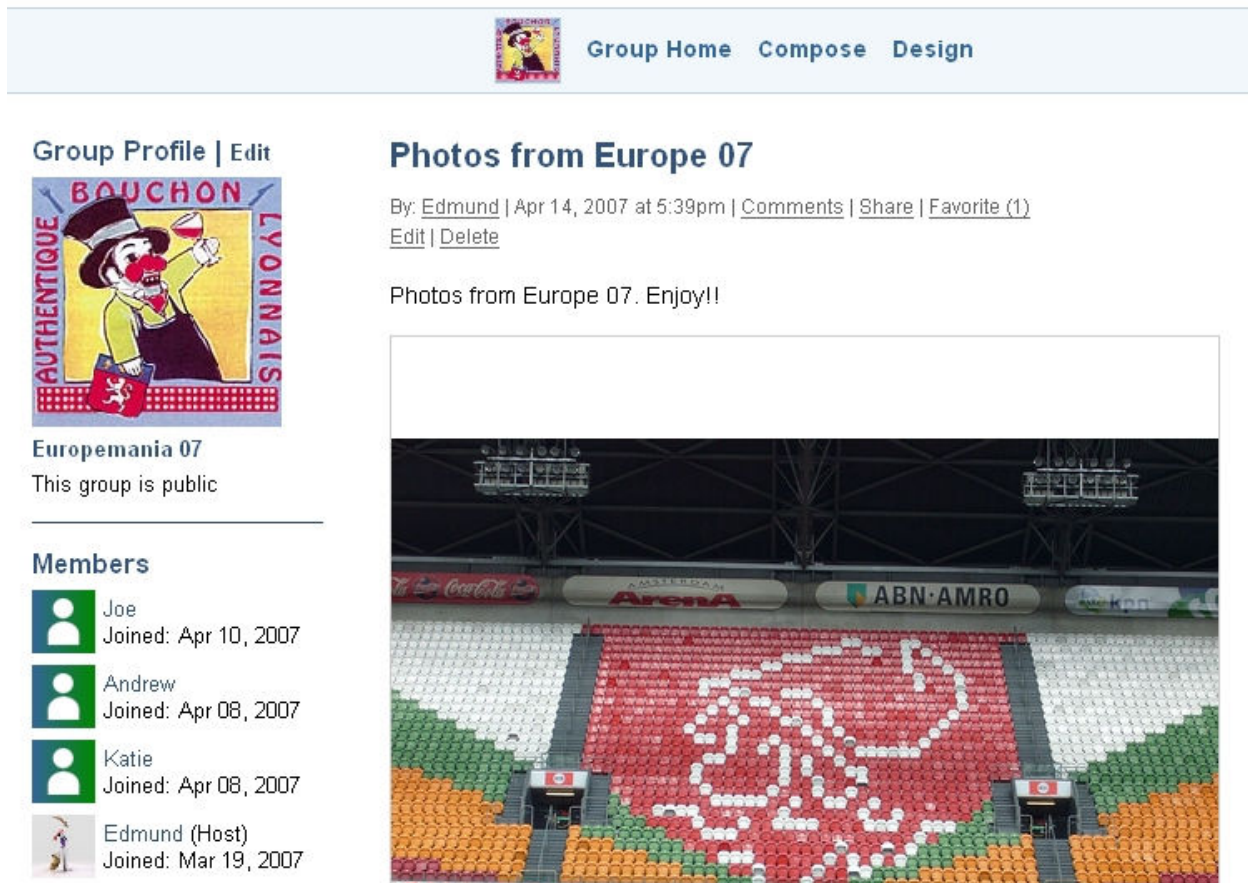 Group Home Compose Design
Group Profile | Edit
BOUCHON
AUTHENTIQUE
LYONNAIS
Europemania 07
This group is public
Members
Joe
Joined: Apr 10, 2007
Andrew
Joined: Apr 08, 2007
Katie
Joined: Apr 08, 2007
Edmund (Host)
Joined: Mar 19, 2007
Photos from Europe 07
By: Edmund | Apr 14, 2007 at 5:39pm | Comments | Share | Favorite (1)
Edit | Delete
Photos from Europe 07. Enjoy!!
Coca-Cola
AMSTERDAM
ArenA
ABN·AMRO
kpn